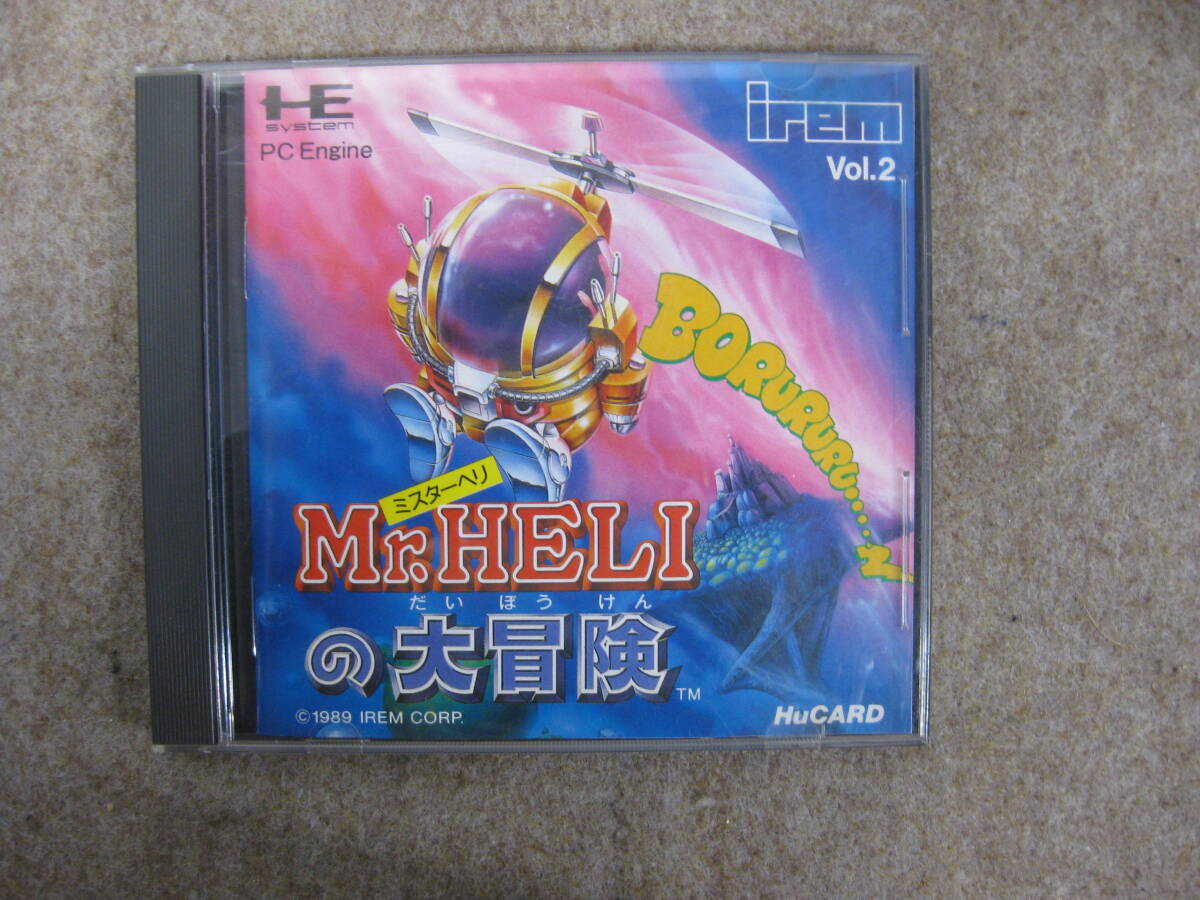 HE
system
PC Engine
irem
Vol.2
BORURURU.....N
ミスターヘリ
Mr.HELI
だいぼうけん
の大冒険
TM
©1989 IREM CORP.
HuCARD